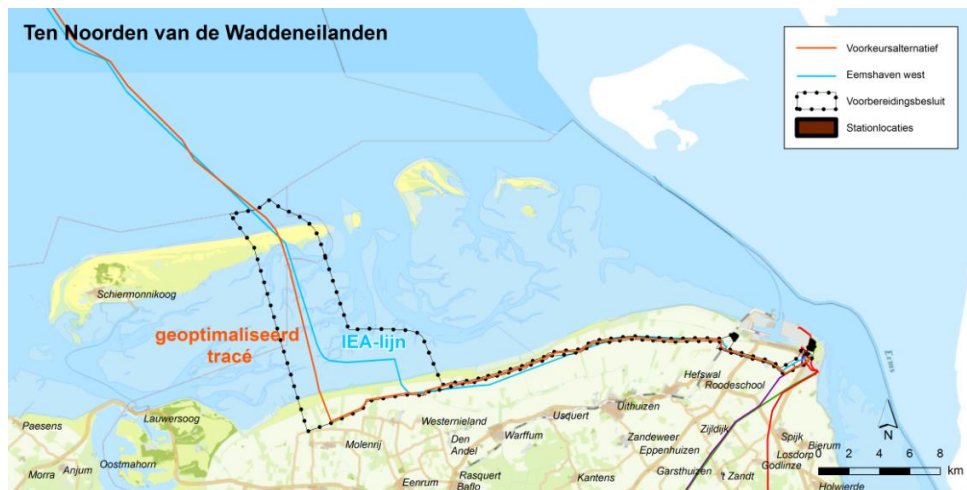 Ten Noorden van de Waddeneilanden
Voorkeursalternatief
Eemshaven west
Voorbereidingsbesluit
Stationlocaties
Schiermonnikoog
geoptimaliseerd
tracé
IEA-lijn
Eems
Hefswal
Roodeschool
Lauwersoog
Paesens
Oostmahorn
Morra
Anjum
Molenrij
Westernieland
Den
Andel
Warffum
Usquert
Uithuizen
Zandeweer
Eppenhuizen
Zijldijk
Garsthuizen
't Zandt
Spijk
Bierum
Losdorp
Godlinze
Holwierde
Rasquert
Baflo
Eenrum
Kantens
N
0 2 4 6 8
km